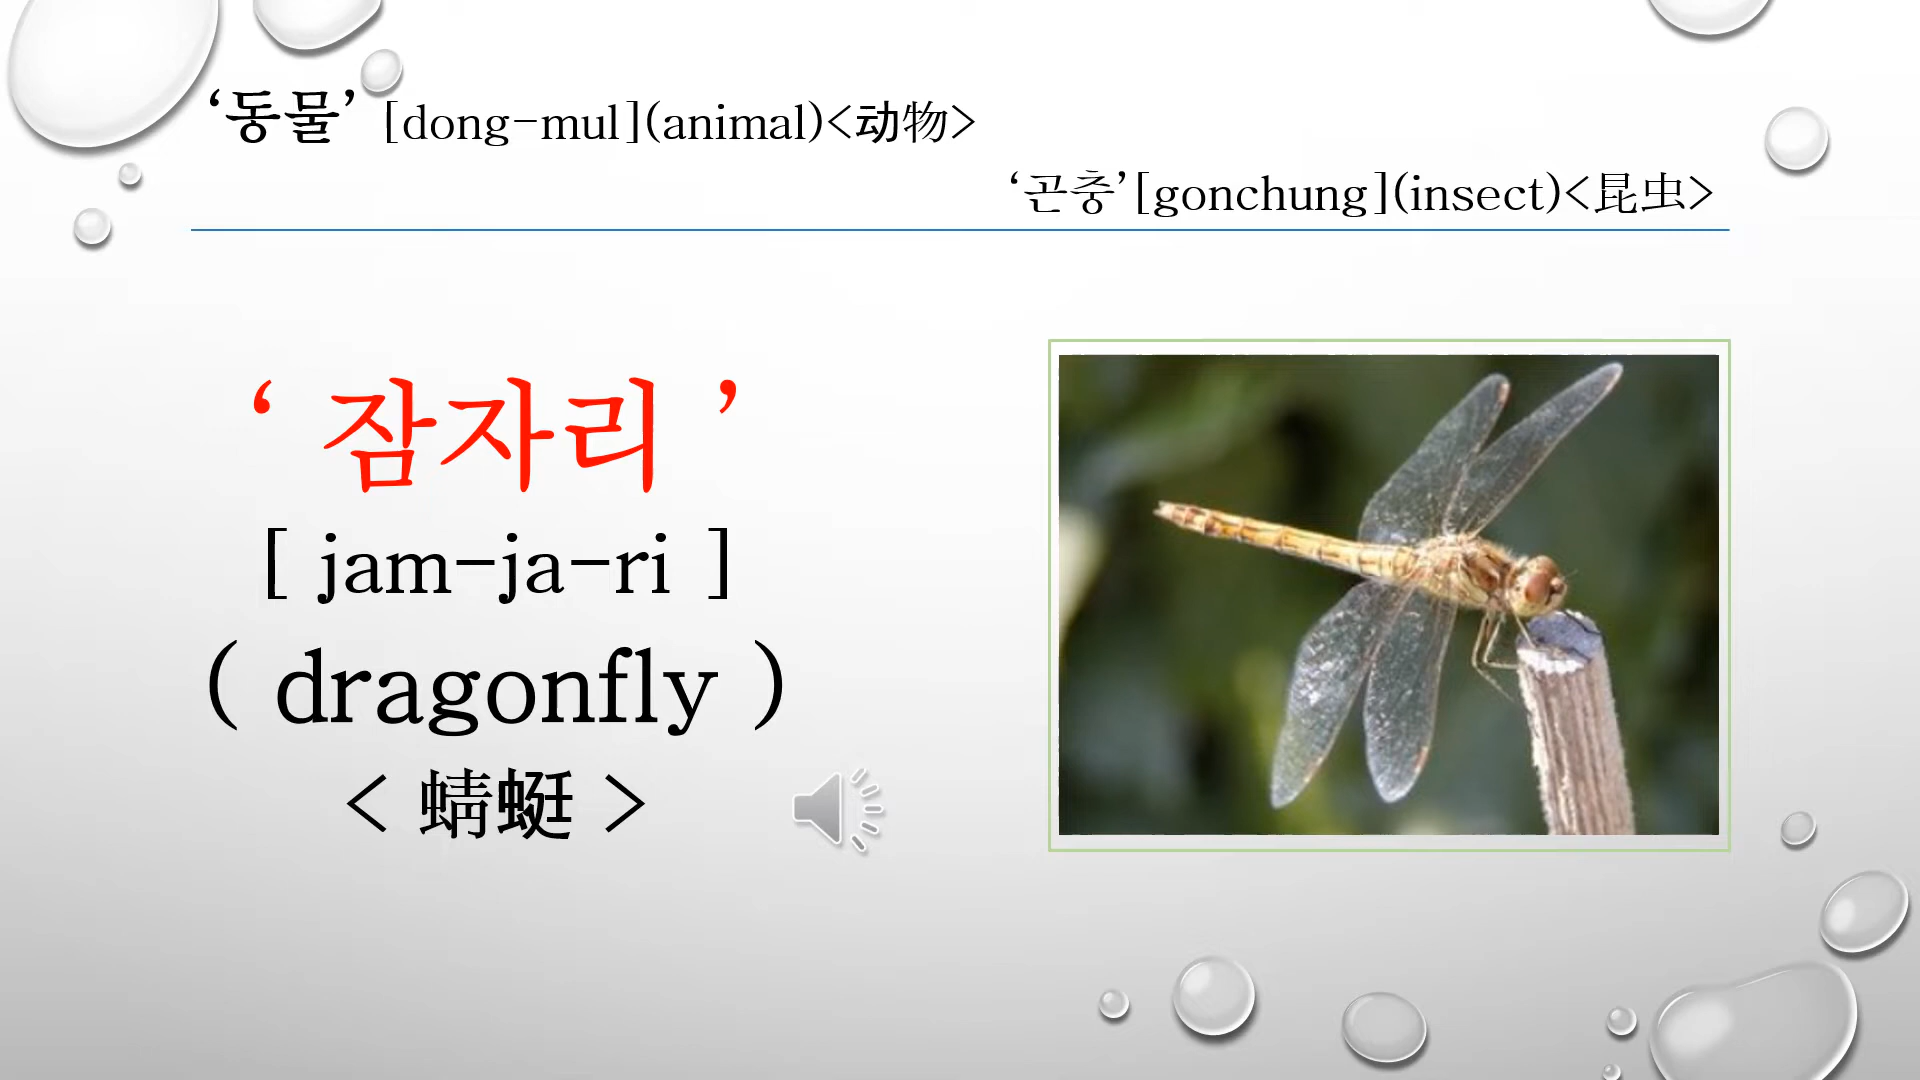 ‘동물’ [dong-mul](animal)<动物>
‘곤충’[gonchung](insect)<昆虫>
‘ 잠자리 ’
[ jam-ja-ri ]
( dragonfly )
< 蜻蜓 >